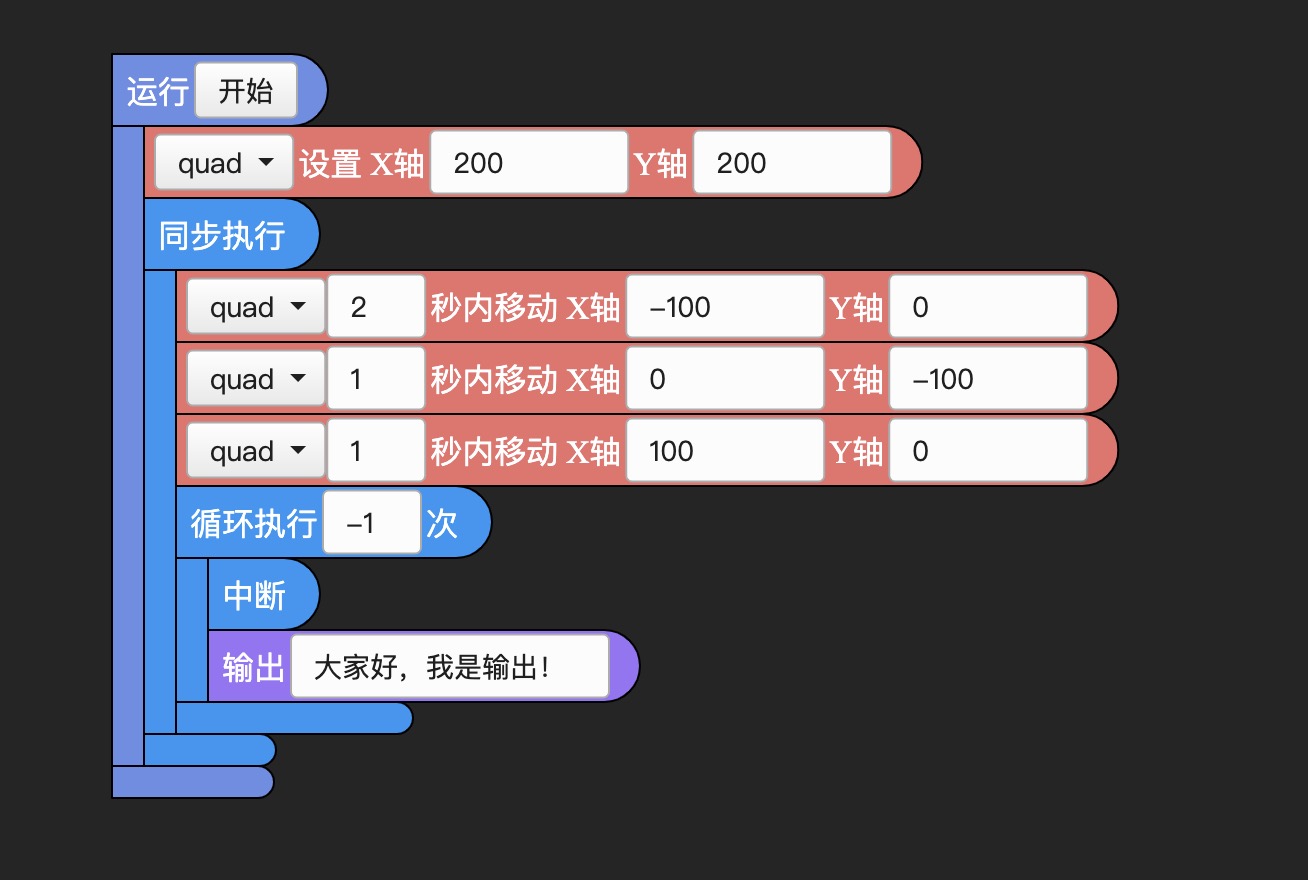 运行 开始
quad 设置 X轴 200 Y轴 200
同步执行
quad 2 秒内移动 X轴 -100 Y轴 0
quad 1 秒内移动 X轴 0 Y轴 -100
quad 1 秒内移动 X轴 100 Y轴 0
循环执行 -1 次
中断
输出 大家好，我是输出！